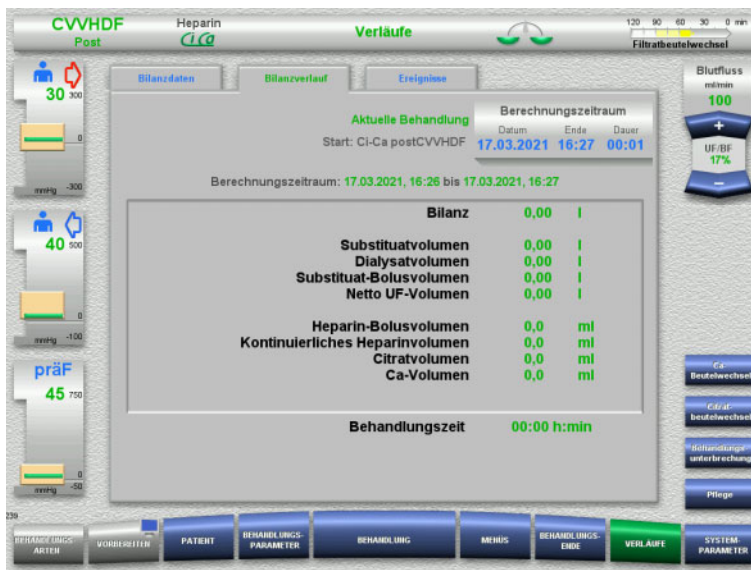 CVVHDF
Post
Heparin
Ci Ca
Verläufe
120 90 60 30 0 min
Filtratbeutelwechsel
30 300
0
mmHg -300
40 500
0
mmHg -100
präF
45 750
0
mmHg -50
239
Bilanzdaten
Bilanzverlauf
Ereignisse
Aktuelle Behandlung
Start: Ci-Ca postCVVHDF
Berechnungszeitraum
Datum Ende Dauer
17.03.2021 16:27 00:01
Berechnungszeitraum: 17.03.2021, 16:26 bis 17.03.2021, 16:27
Bilanz 0,00 l
Substituatvolumen 0,00 l
Dialysatvolumen 0,00 l
Substituat-Bolusvolumen 0,00 l
Netto UF-Volumen 0,00 l
Heparin-Bolusvolumen 0,0 ml
Kontinuierliches Heparinvolumen 0,0 ml
Citratvolumen 0,0 ml
Ca-Volumen 0,0 ml
Behandlungszeit 00:00 h:min
Blutfluss
ml/min
100
+
UF/BF
17%
–
Ca-
Beutelwechsel
Citrat-
beutelwechsel
Behandlungs-
unterbrechung
Pflege
BEHANDLUNGS-
ARTEN
VORBEREITEN
PATIENT
BEHANDLUNGS-
PARAMETER
BEHANDLUNG
MENÜS
BEHANDLUNGS-
ENDE
VERLÄUFE
SYSTEM-
PARAMETER